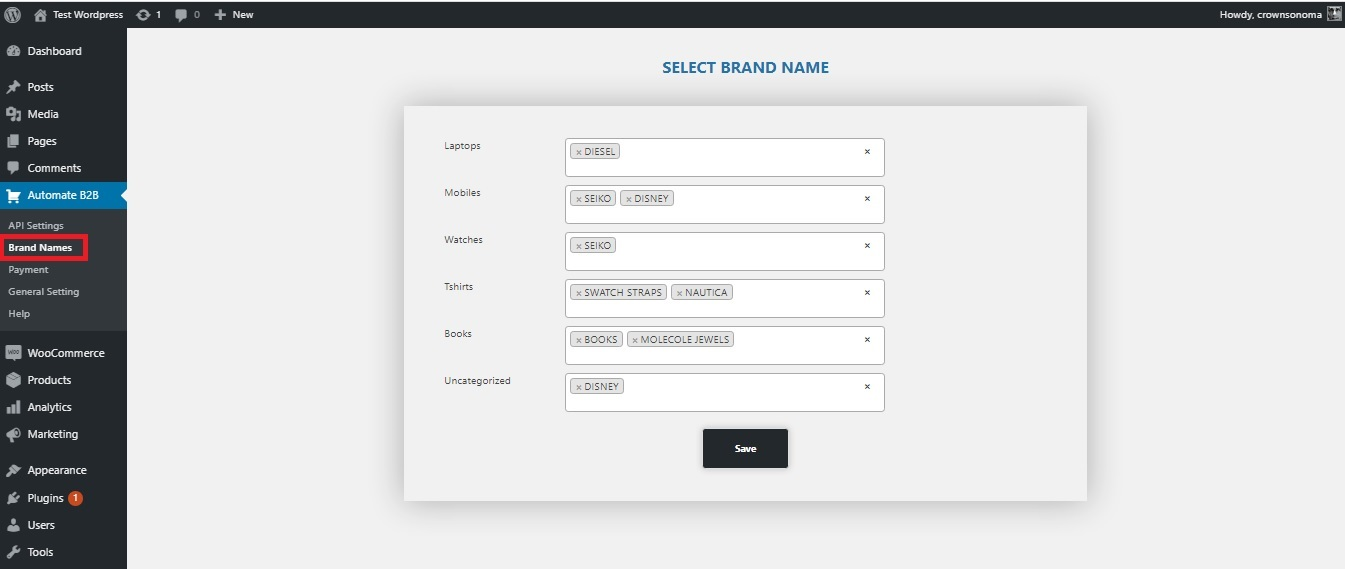 Test Wordpress 1 0 New Howdy, crownsonoma
Dashboard
Posts
Media
Pages
Comments
Automate B2B
API Settings
Brand Names
Payment
General Setting
Help
WooCommerce
Products
Analytics
Marketing
Appearance
Plugins 1
Users
Tools
SELECT BRAND NAME
Laptops × DIESEL ×
Mobiles × SEIKO × DISNEY ×
Watches × SEIKO ×
Tshirts × SWATCH STRAPS × NAUTICA ×
Books × BOOKS × MOLECOLE JEWELS ×
Uncategorized × DISNEY ×
Save